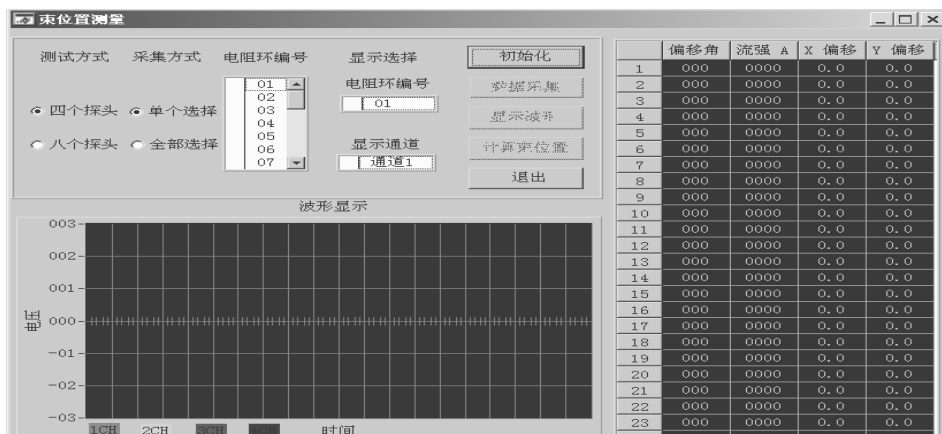 束位置测量
测试方式 采集方式 电阻环编号 显示选择
四个探头 单个选择
八个探头 全部选择
01
02
03
04
05
06
07
电阻环编号
01
显示通道
通道1
初始化
数据采集
显示波形
计算束位置
退出
波形显示
003
002
001
000
-01
-02
-03
电压
1CH 2CH 3CH 4CH 时间
偏移角 流强 A X 偏移 Y 偏移
1 000 0000 0.0 0.0
2 000 0000 0.0 0.0
3 000 0000 0.0 0.0
4 000 0000 0.0 0.0
5 000 0000 0.0 0.0
6 000 0000 0.0 0.0
7 000 0000 0.0 0.0
8 000 0000 0.0 0.0
9 000 0000 0.0 0.0
10 000 0000 0.0 0.0
11 000 0000 0.0 0.0
12 000 0000 0.0 0.0
13 000 0000 0.0 0.0
14 000 0000 0.0 0.0
15 000 0000 0.0 0.0
16 000 0000 0.0 0.0
17 000 0000 0.0 0.0
18 000 0000 0.0 0.0
19 000 0000 0.0 0.0
20 000 0000 0.0 0.0
21 000 0000 0.0 0.0
22 000 0000 0.0 0.0
23 000 0000 0.0 0.0